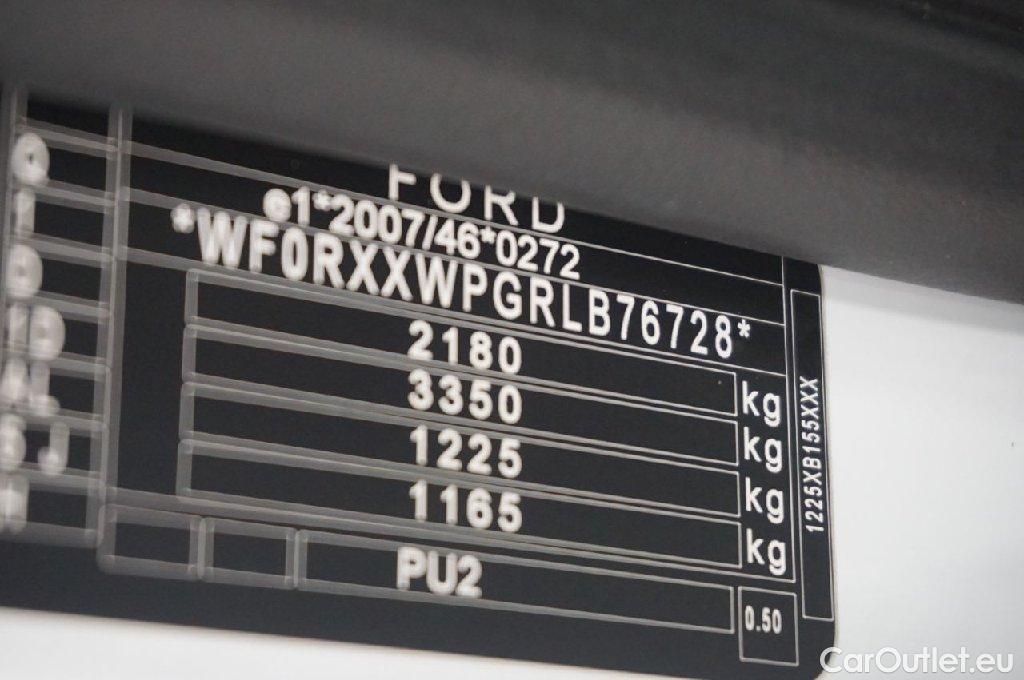 FORD
e1*2007/46*0272
*WF0RXXWPGRLB76728*
2180 kg
3350 kg
1225 kg
1165 kg
PU2
0.50
1225XB155XXX
CarOutlet.eu